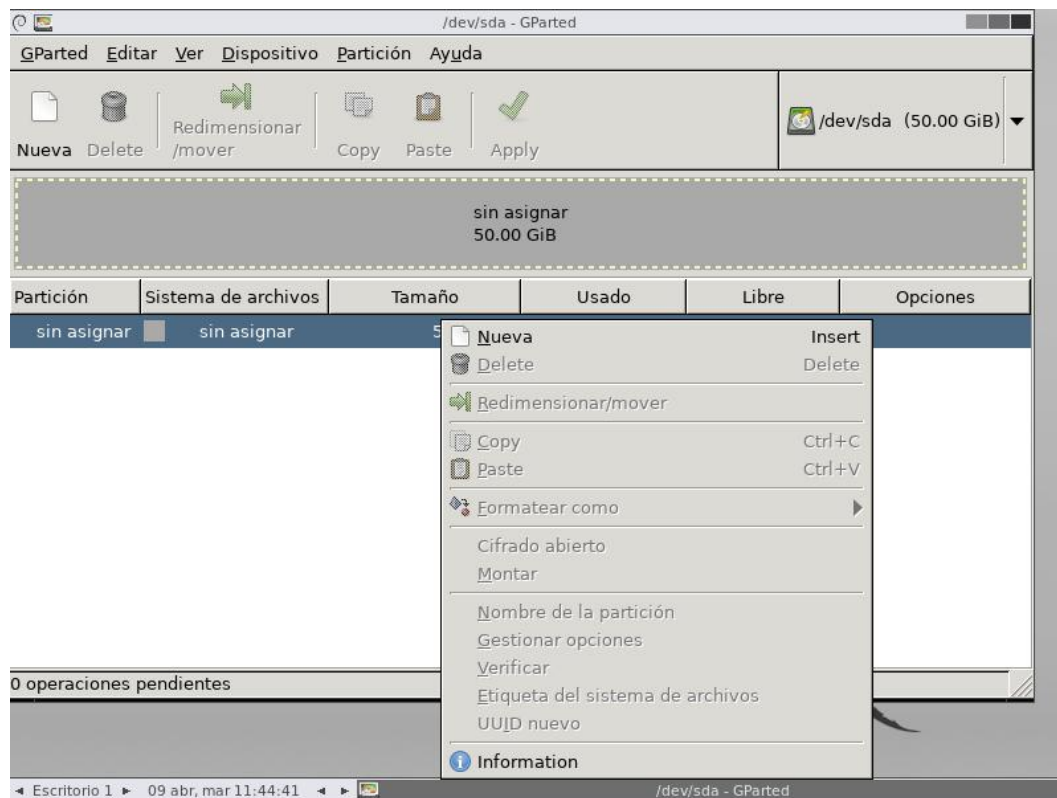 /dev/sda - GParted
GParted Editar Ver Dispositivo Partición Ayuda
Nueva Delete Redimensionar /mover Copy Paste Apply /dev/sda (50.00 GiB)
sin asignar
50.00 GiB
Partición Sistema de archivos Tamaño Usado Libre Opciones
sin asignar sin asignar 5
Nueva Insert
Delete Delete
Redimensionar/mover
Copy Ctrl+C
Paste Ctrl+V
Formatear como
Cifrado abierto
Montar
Nombre de la partición
Gestionar opciones
Verificar
Etiqueta del sistema de archivos
UUID nuevo
Information
0 operaciones pendientes
Escritorio 1 09 abr, mar 11:44:41 /dev/sda - GParted